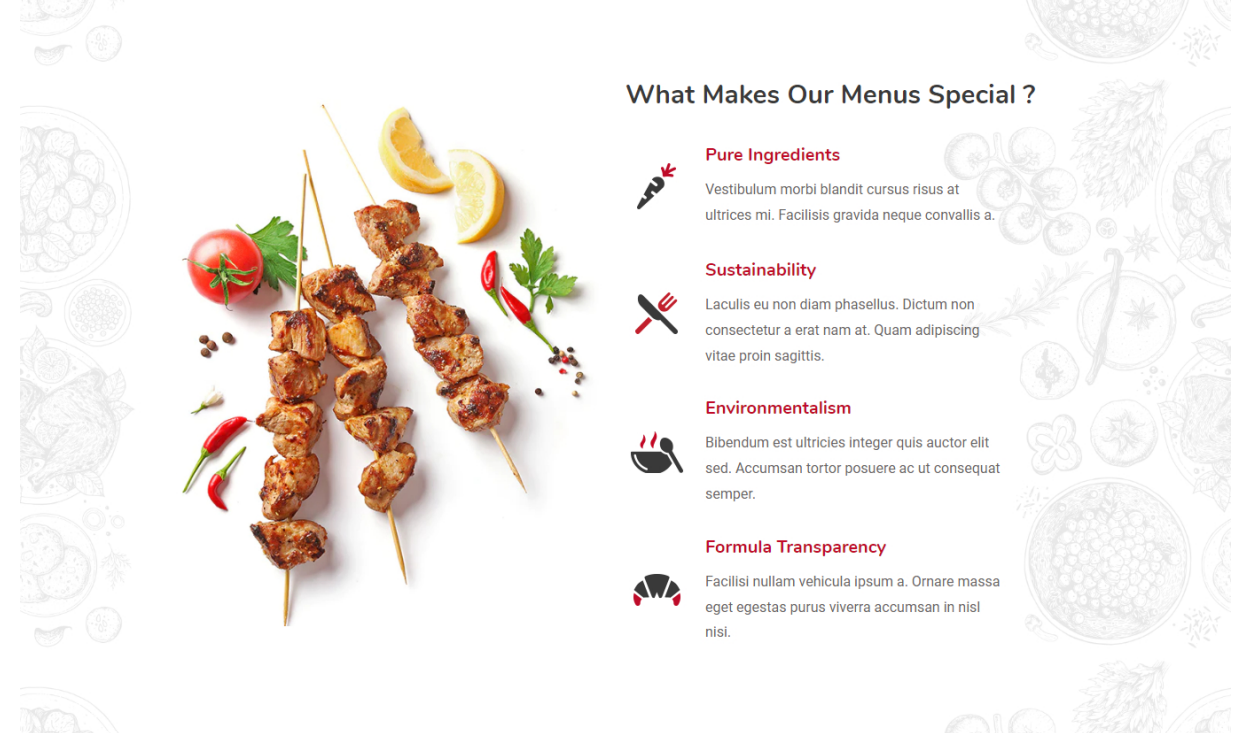 What Makes Our Menus Special ?
Pure Ingredients
Vestibulum morbi blandit cursus risus at
ultrices mi. Facilisis gravida neque convallis a.
Sustainability
Laculis eu non diam phasellus. Dictum non
consectetur a erat nam at. Quam adipiscing
vitae proin sagittis.
Environmentalism
Bibendum est ultricies integer quis auctor elit
sed. Accumsan tortor posuere ac ut consequat
semper.
Formula Transparency
Facilisi nullam vehicula ipsum a. Ornare massa
eget egestas purus viverra accumsan in nisl
nisi.